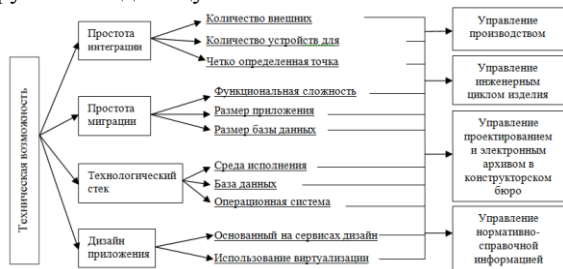 Техническая возможность
Простота
интеграции
Количество внешних
Количество устройств для
Четко определенная точка
Простота
миграции
Функциональная сложность
Размер приложения
Размер базы данных
Технологический
стек
Среда исполнения
База данных
Операционная система
Дизайн
приложения
Основанный на сервисах дизайн
Использование виртуализации
Управление
производством
Управление
инженерным
циклом изделия
Управление
проектированием
и электронным
архивом в
конструкторском
бюро
Управление
нормативно-
справочной
информацией